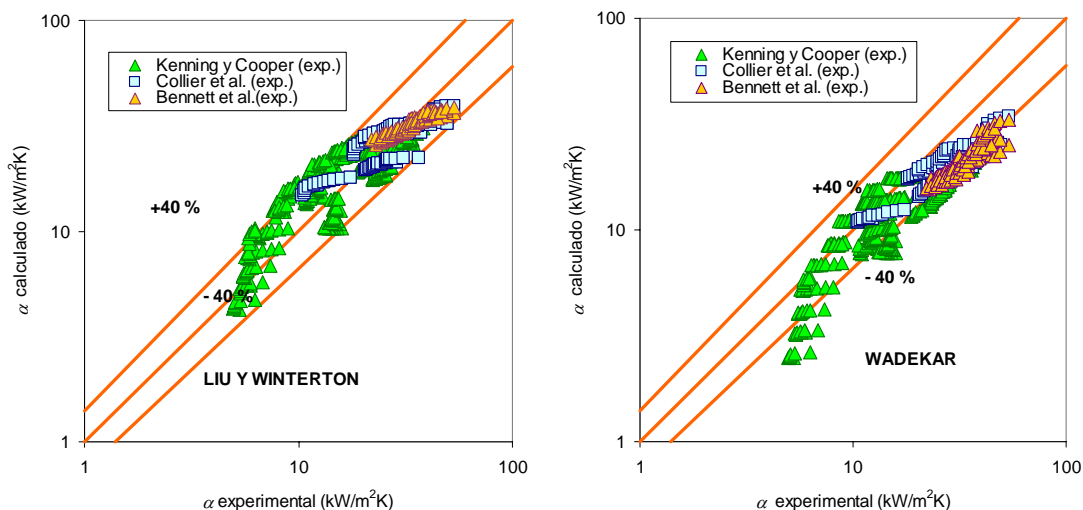 100
Kenning y Cooper (exp.)
Collier et al. (exp.)
Bennett et al.(exp.)
+40 %
10
- 40 %
LIU Y WINTERTON
1
1
10
100
α calculado (kW/m²K)
α experimental (kW/m²K)
100
Kenning y Cooper (exp.)
Collier et al. (exp.)
Bennett et al.(exp.)
+40 %
10
- 40 %
WADEKAR
1
1
10
100
α calculado (kW/m²K)
α experimental (kW/m²K)